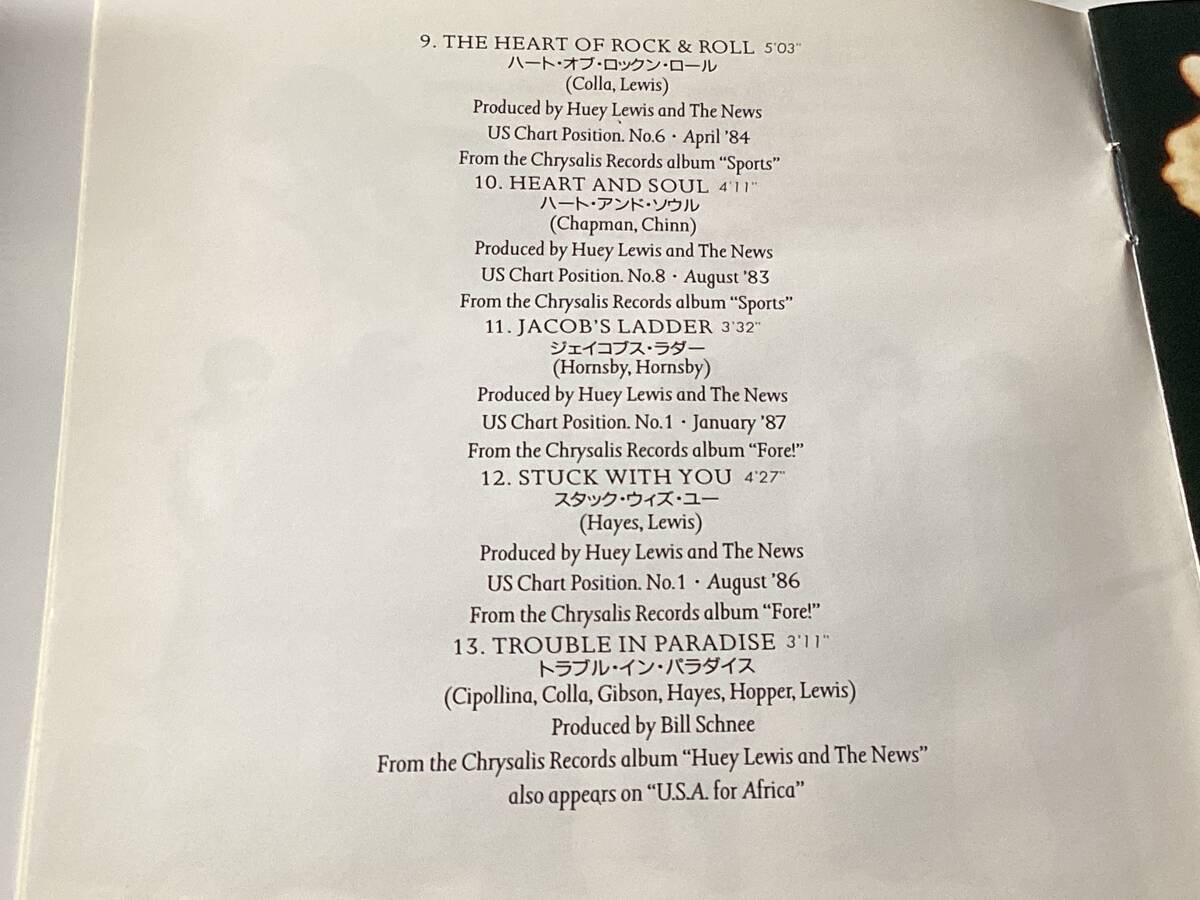 9. THE HEART OF ROCK & ROLL 5'03"
ハート・オブ・ロックン・ロール
(Colla, Lewis)
Produced by Huey Lewis and The News
US Chart Position. No.6 · April '84
From the Chrysalis Records album “Sports”
10. HEART AND SOUL 4'11"
ハート・アンド・ソウル
(Chapman, Chinn)
Produced by Huey Lewis and The News
US Chart Position. No.8 · August '83
From the Chrysalis Records album “Sports”
11. JACOB'S LADDER 3'32"
ジェイコブス・ラダー
(Hornsby, Hornsby)
Produced by Huey Lewis and The News
US Chart Position. No.1 · January '87
From the Chrysalis Records album “Fore!”
12. STUCK WITH YOU 4'27"
スタック・ウィズ・ユー
(Hayes, Lewis)
Produced by Huey Lewis and The News
US Chart Position. No.1 · August '86
From the Chrysalis Records album “Fore!”
13. TROUBLE IN PARADISE 3'11"
トラブル・イン・パラダイス
(Cipollina, Colla, Gibson, Hayes, Hopper, Lewis)
Produced by Bill Schnee
From the Chrysalis Records album “Huey Lewis and The News”
also appears on “U.S.A. for Africa”